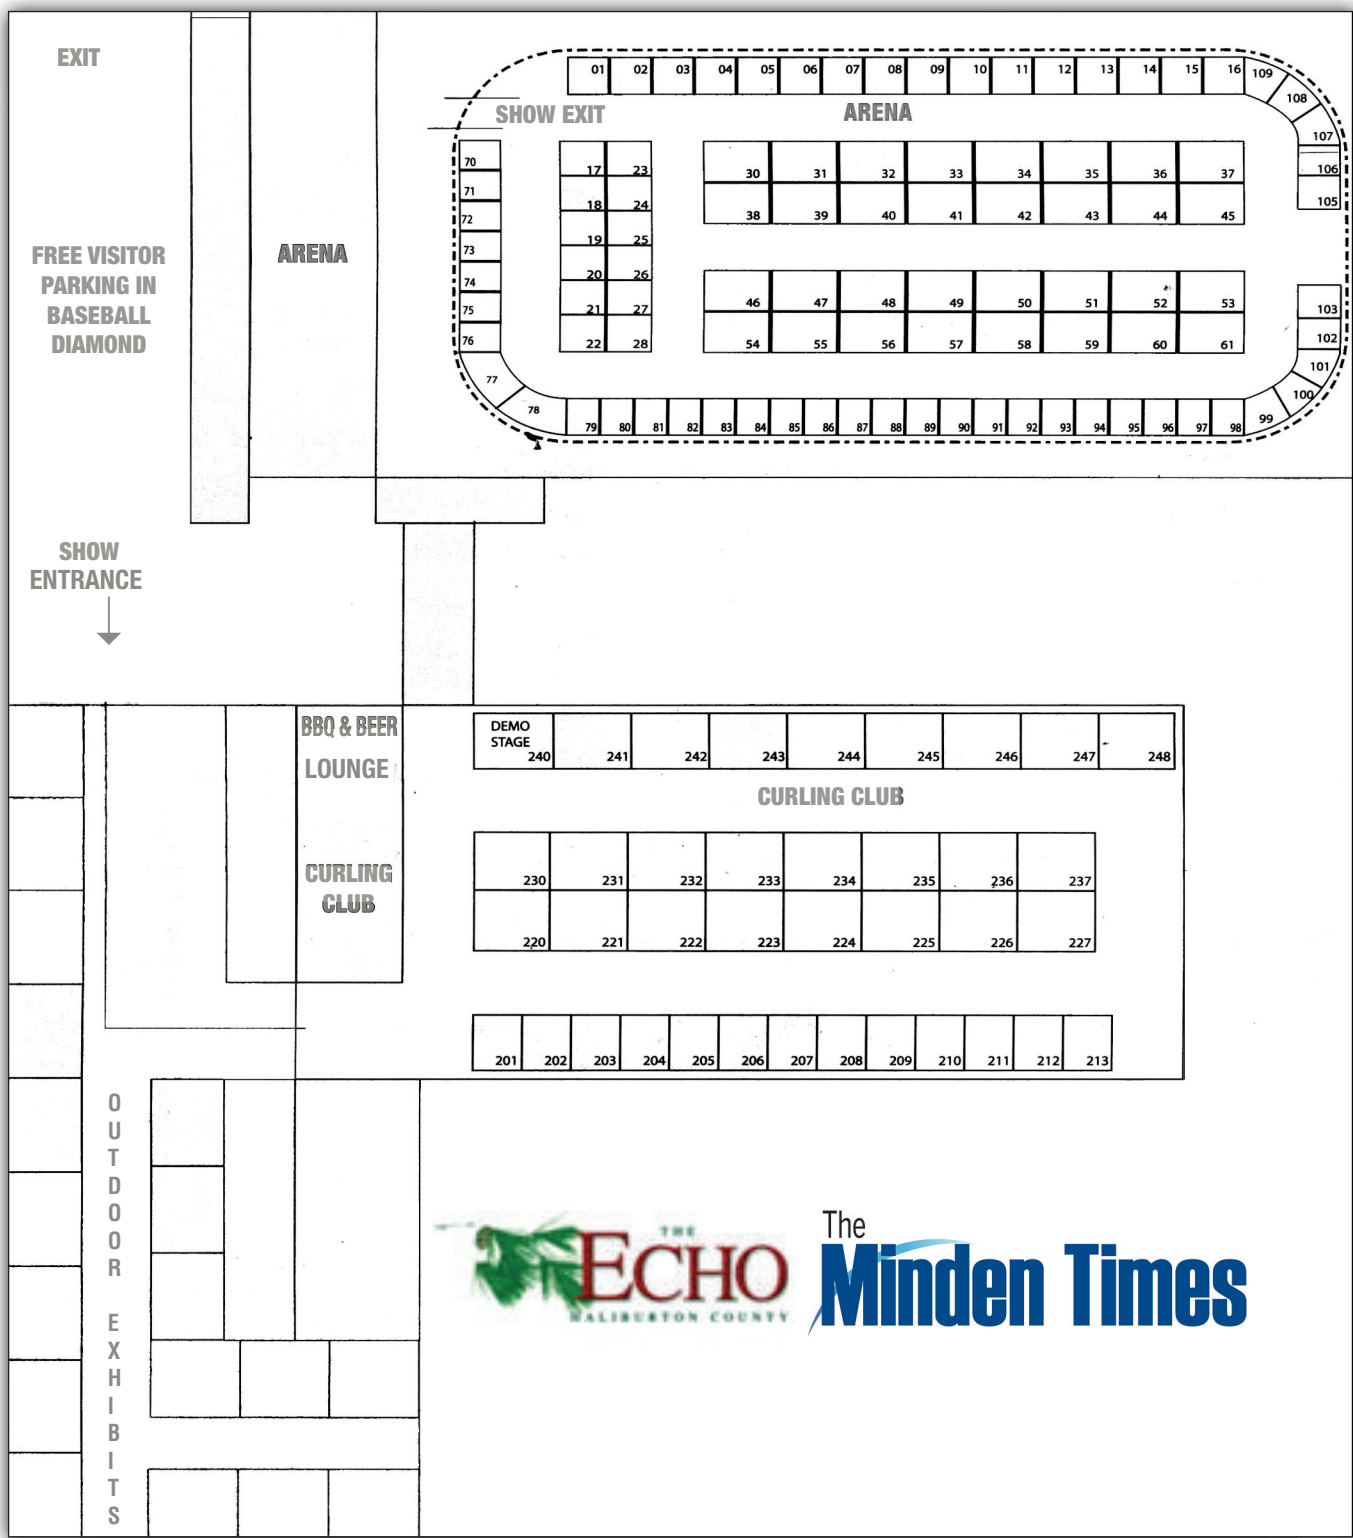 EXIT
01 02 03 04 05 06 07 08 09 10 11 12 13 14 15 16 109
108
SHOW EXIT
ARENA
107
70
17 23
30 31 32 33 34 35 36 37
106
71
18 24
38 39 40 41 42 43 44 45
105
72
19 25
73
20 26
74
21 27
46 47 48 49 50 51 52 53
103
75
22 28
54 55 56 57 58 59 60 61
102
76
101
77
100
78
79 80 81 82 83 84 85 86 87 88 89 90 91 92 93 94 95 96 97 98 99
FREE VISITOR
PARKING IN
BASEBALL
DIAMOND
ARENA
SHOW
ENTRANCE
BBQ & BEER
LOUNGE
CURLING
CLUB
DEMO
STAGE
240 241 242 243 244 245 246 247 248
CURLING CLUB
230 231 232 233 234 235 236 237
220 221 222 223 224 225 226 227
201 202 203 204 205 206 207 208 209 210 211 212 213
OUTDOOR EXHIBITS
THE
ECHO
HALIBURTON COUNTY
The
Minden Times